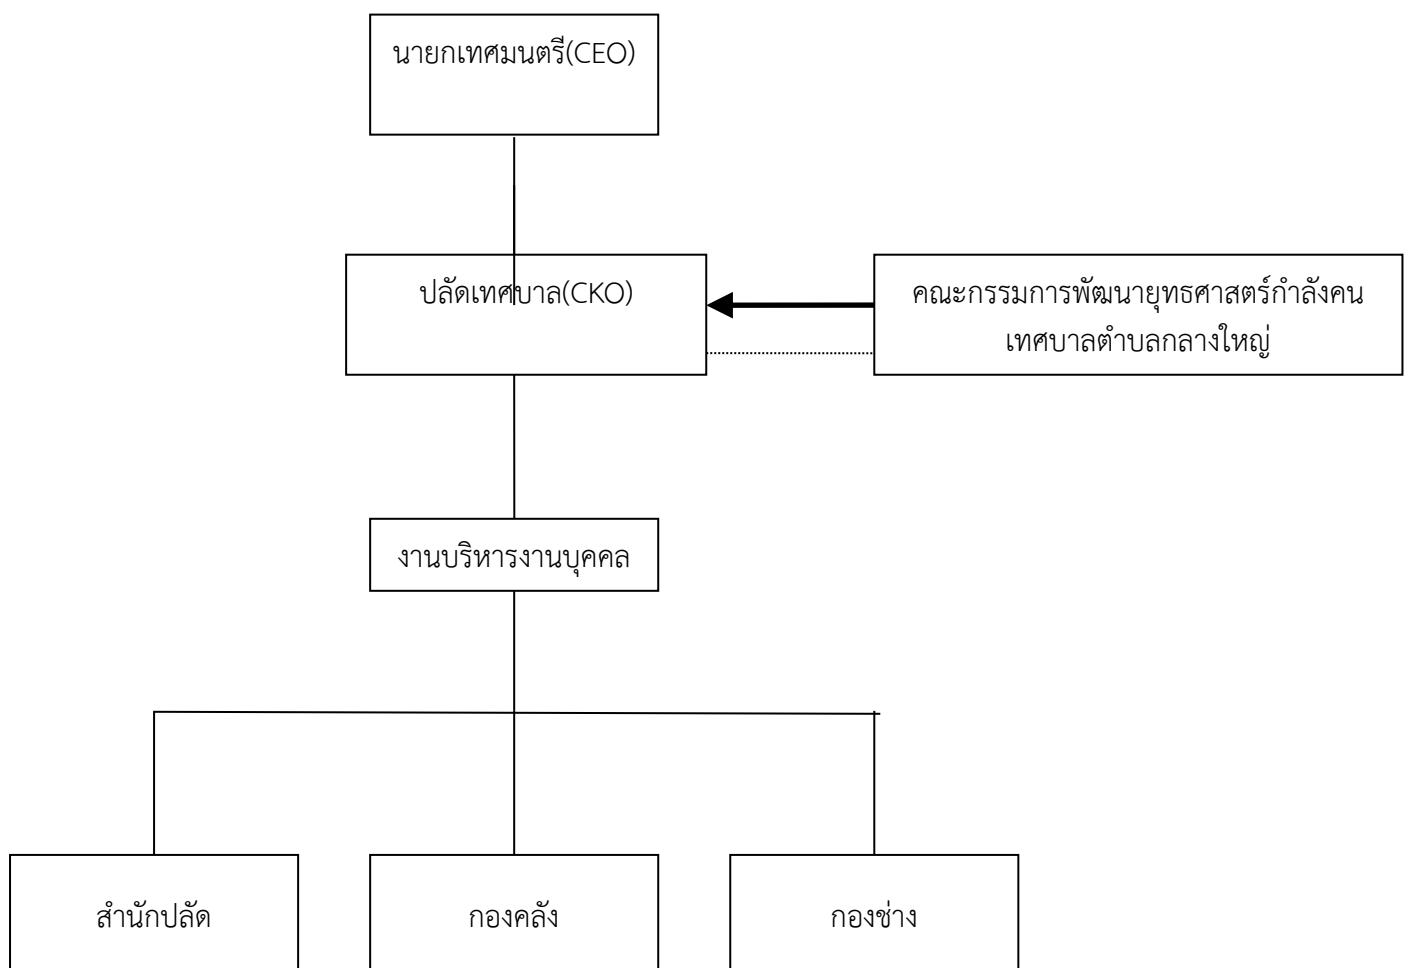 นายกเทศมนตรี(CEO)
ปลัดเทศบาล(CKO)
คณะกรรมการพัฒนายุทธศาสตร์กำลังคน
เทศบาลตำบลกลางใหญ่
งานบริหารงานบุคคล
สำนักปลัด
กองคลัง
กองช่าง